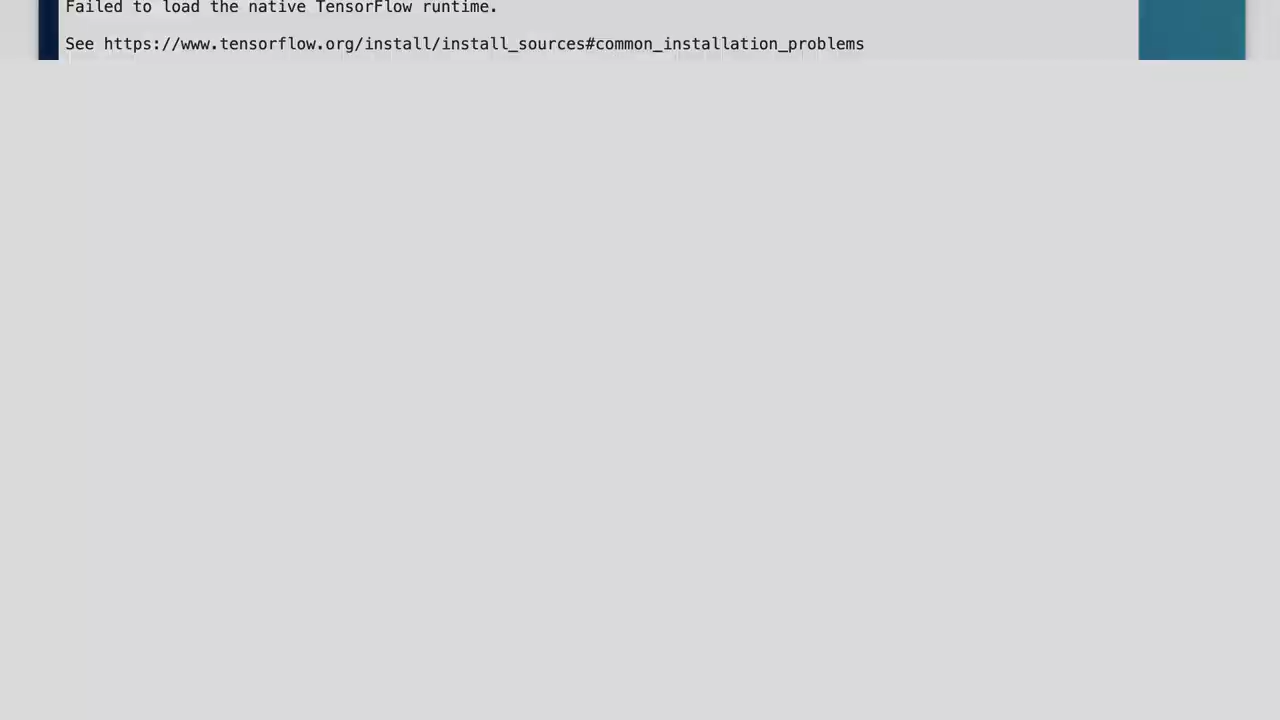 Failed to load the native TensorFlow runtime.
See https://www.tensorflow.org/install/install_sources#common_installation_problems